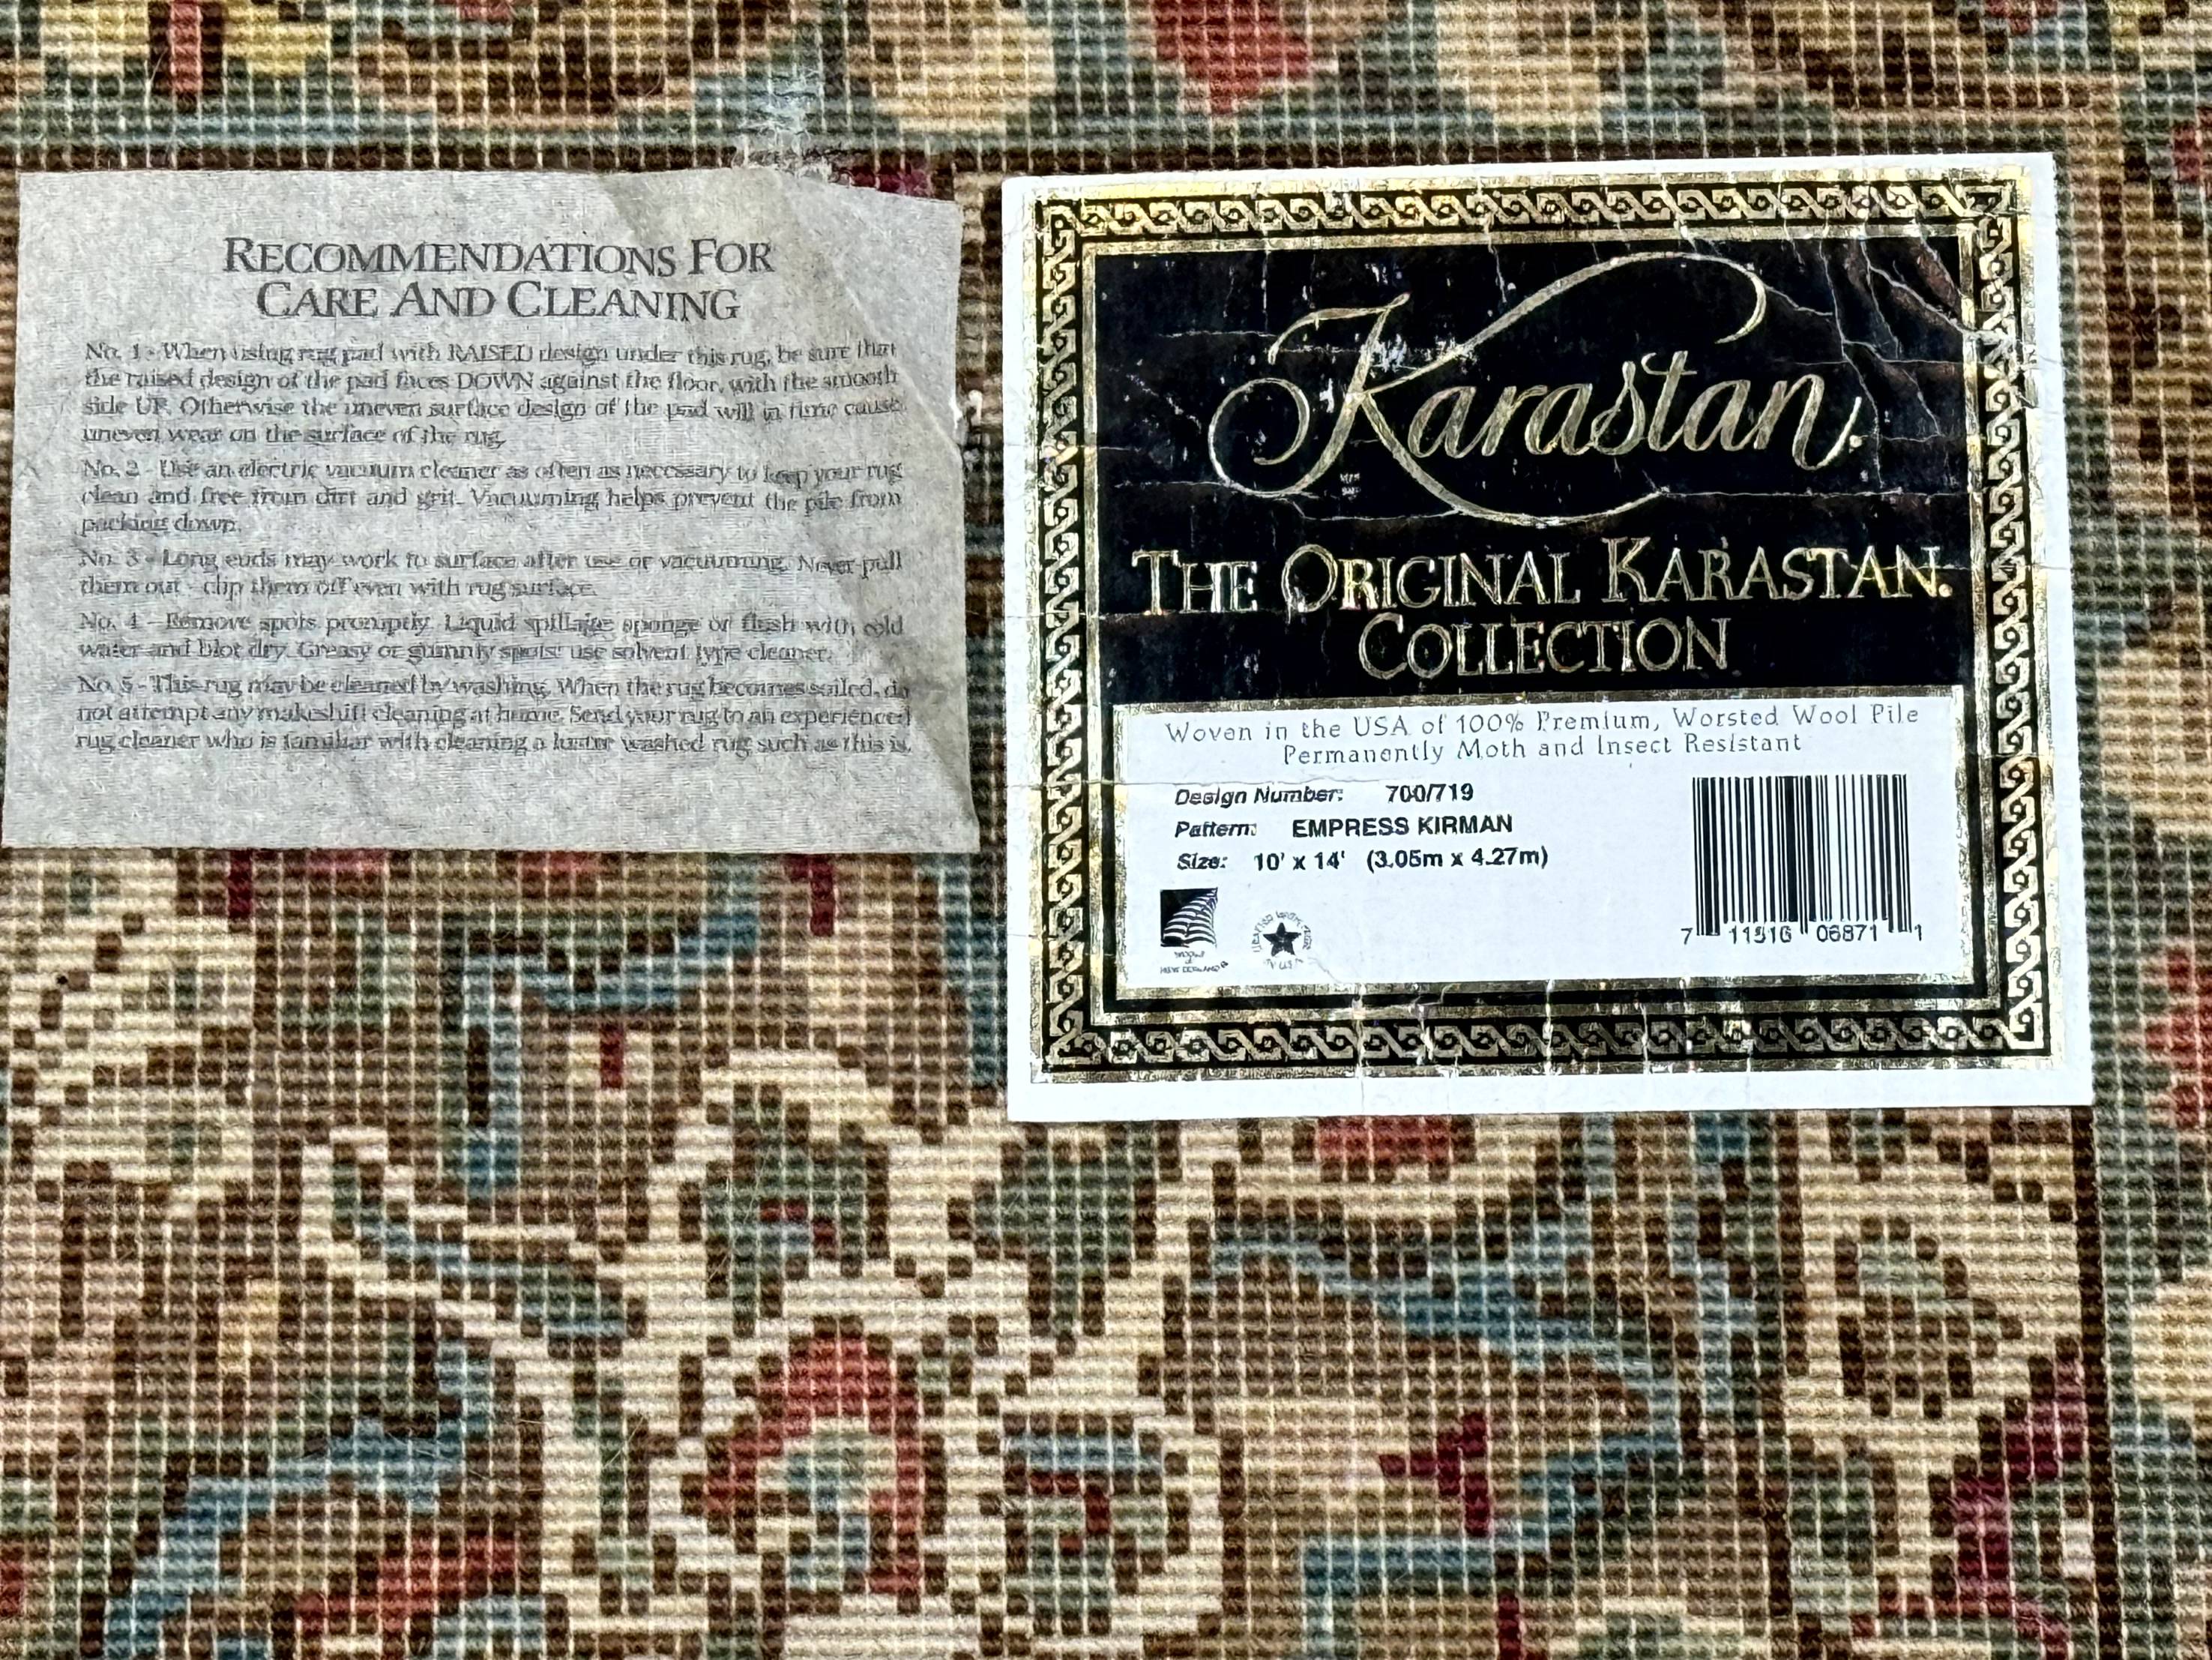 RECOMMENDATIONS FOR
CARE AND CLEANING
No. 1 - When using rug pad with RAISED design under this rug, be sure that
the raised design of the pad faces DOWN against the floor, with the smooth
side UP. Otherwise the uneven surface design of the pad will in time cause
uneven wear on the surface of the rug.
No. 2 - Use an electric vacuum cleaner as often as necessary to keep your rug
clean and free from dirt and grit. Vacuuming helps prevent the pile from
packing down.
No. 3 - Long ends may work to surface after use or vacuuming. Never pull
them out - clip them off even with rug surface.
No. 4 - Remove spots promptly. Liquid spillage sponge or flush with cold
water and blot dry. Greasy or gummy spots: use solvent type cleaner.
No. 5 - This rug may be cleaned by washing. When the rug becomes soiled, do
not attempt any makeshift cleaning at home. Send your rug to an experienced
rug cleaner who is familiar with cleaning a luster washed rug such as this is.
Karastan.
THE ORIGINAL KARASTAN.
COLLECTION
Woven in the USA of 100% Premium, Worsted Wool Pile
Permanently Moth and Insect Resistant
Design Number: 700/719
Pattern: EMPRESS KIRMAN
Size: 10' x 14' (3.05m x 4.27m)
7 11516 06871 1